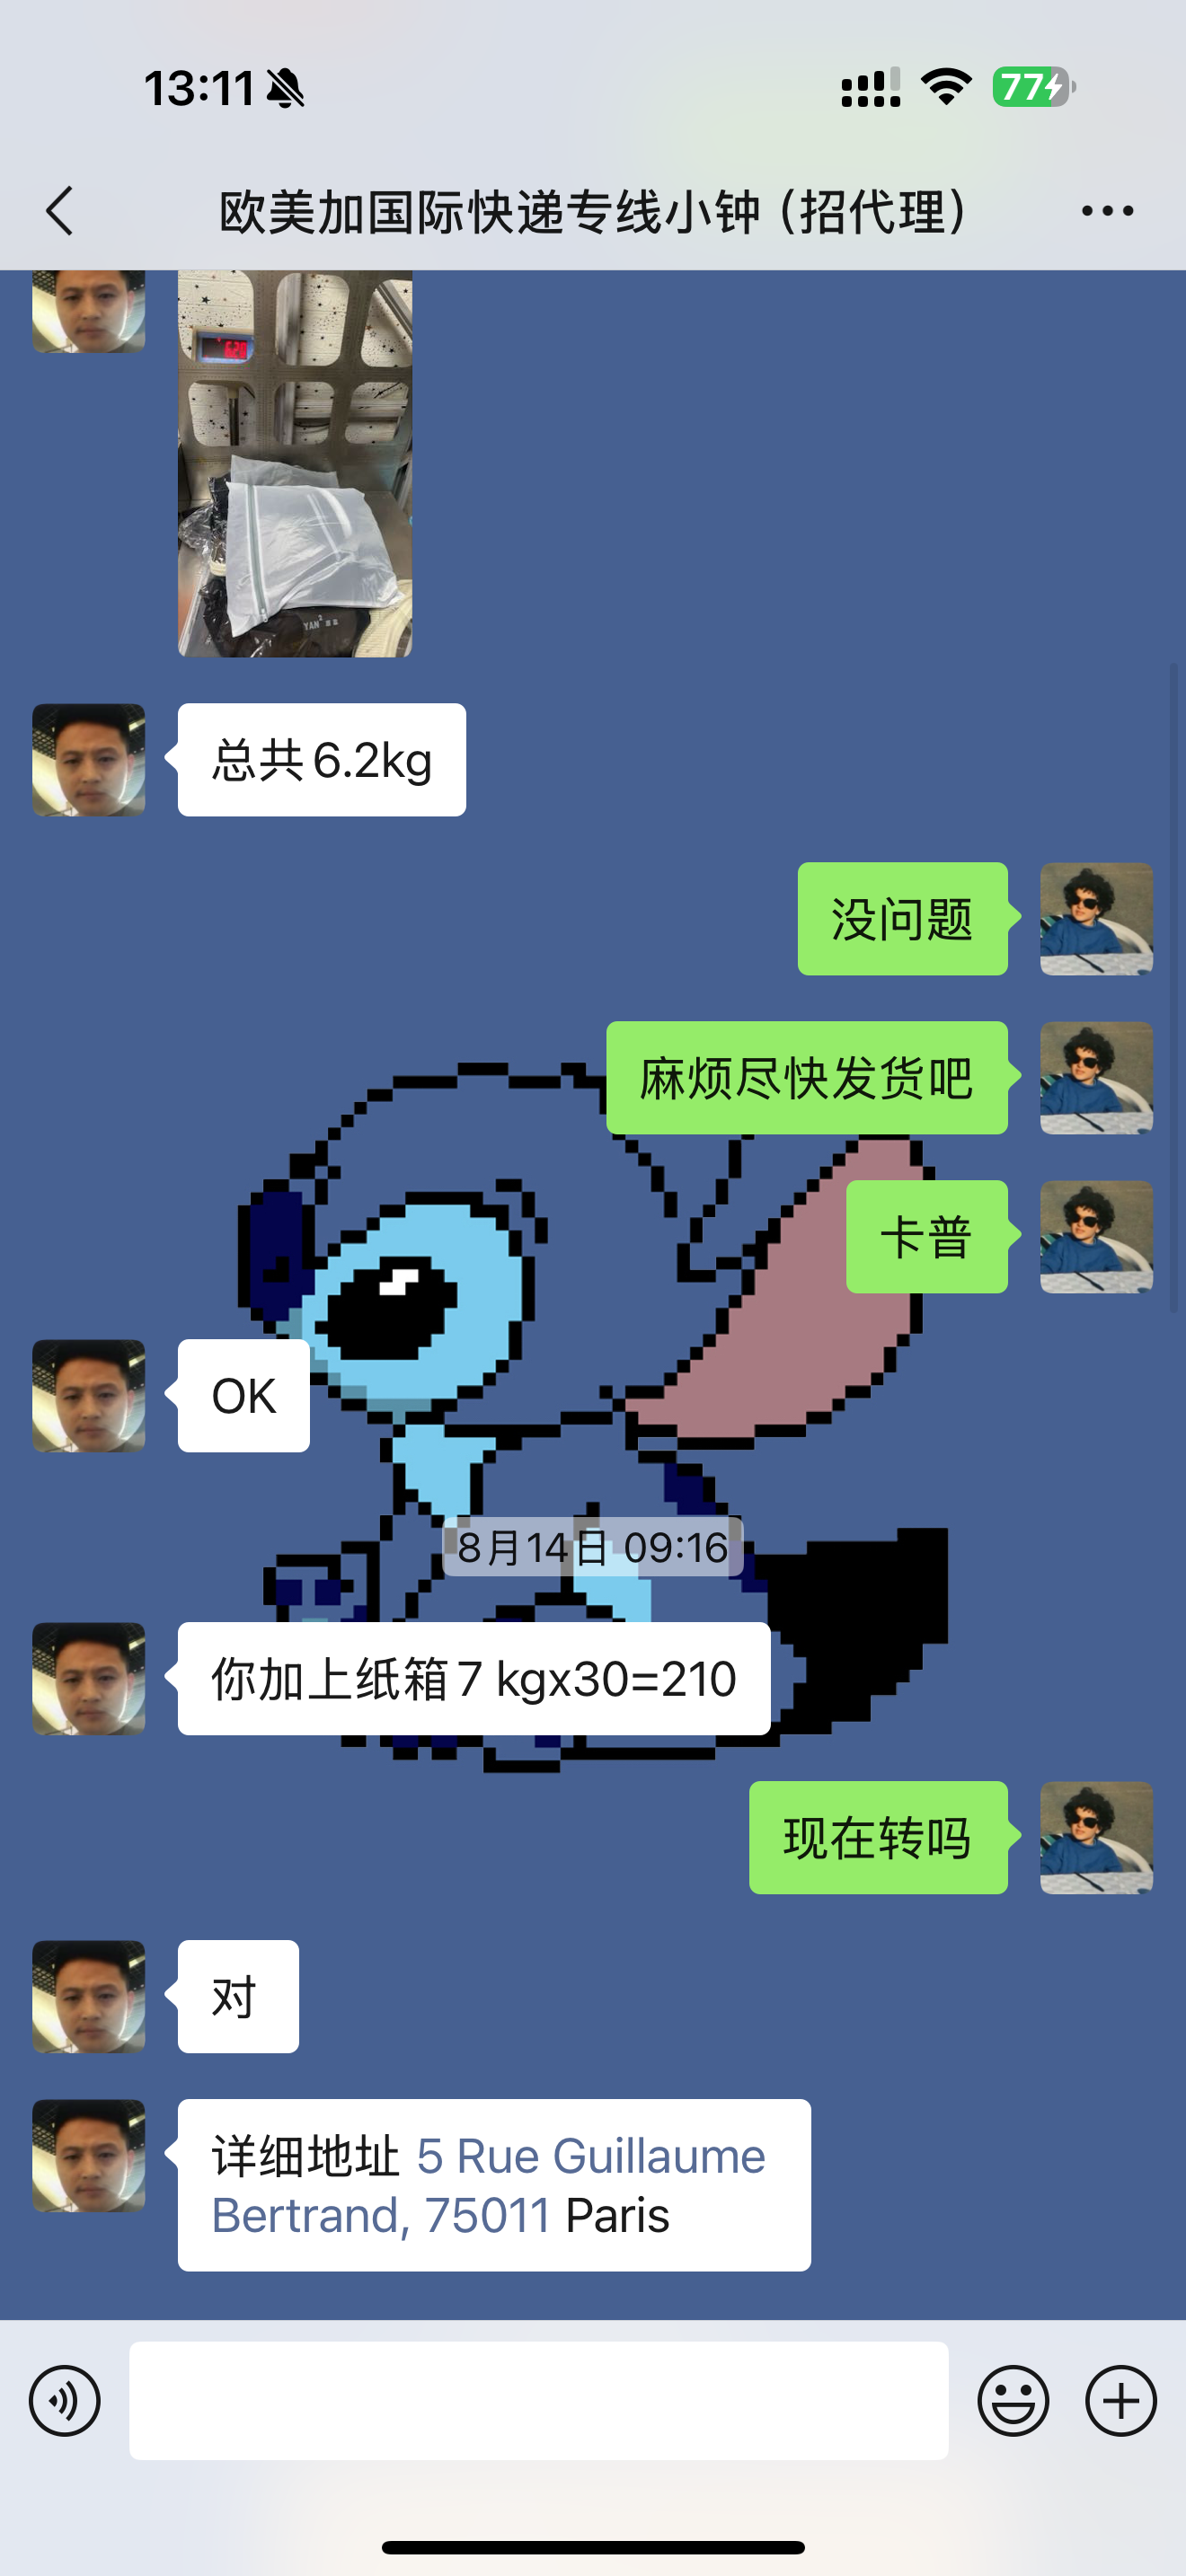 13:11
77
欧美加国际快递专线小钟（招代理）
6.20
YAN²
总共6.2kg
没问题
麻烦尽快发货吧
卡普
OK
8月14日 09:16
你加上纸箱7 kgx30=210
现在转吗
对
详细地址 5 Rue Guillaume
Bertrand, 75011 Paris